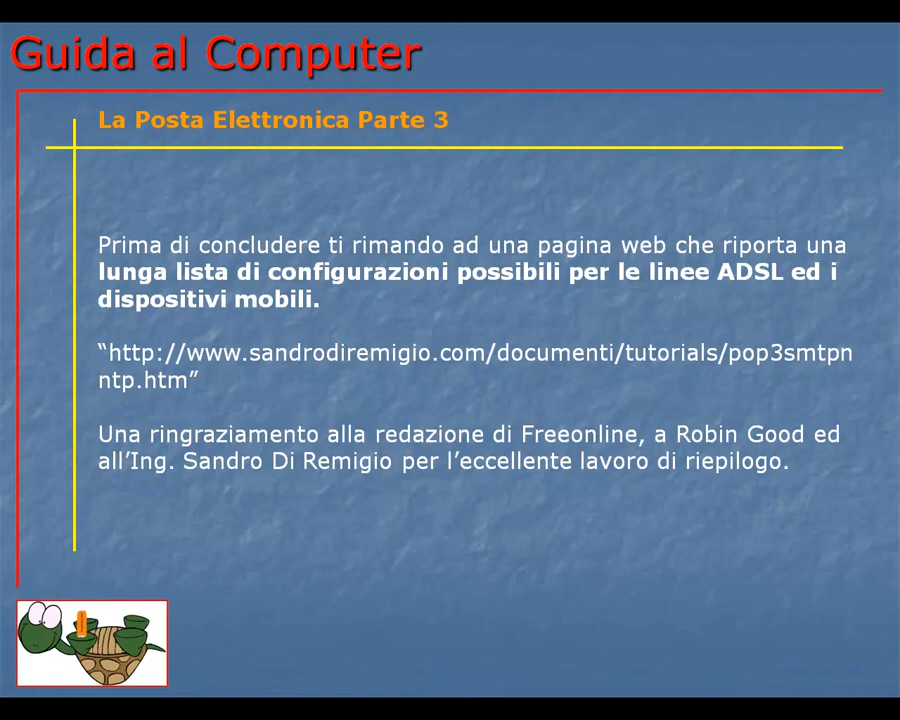 Guida al Computer
La Posta Elettronica Parte 3
Prima di concludere ti rimando ad una pagina web che riporta una
lunga lista di configurazioni possibili per le linee ADSL ed i
dispositivi mobili.
“http://www.sandrodiremigio.com/documenti/tutorials/pop3smtpn
ntp.htm”
Una ringraziamento alla redazione di Freeonline, a Robin Good ed
all’Ing. Sandro Di Remigio per l’eccellente lavoro di riepilogo.